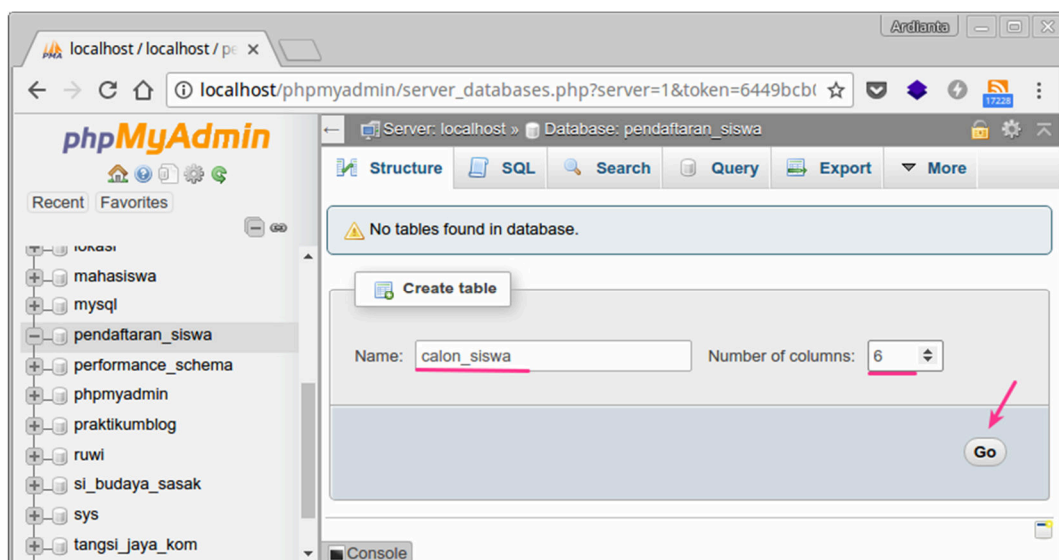 Ardianta
localhost / localhost / pe
localhost/phpmyadmin/server_databases.php?server=1&token=6449bcb(
17228
phpMyAdmin
Recent Favorites
lokasi
mahasiswa
mysql
pendaftaran_siswa
performance_schema
phpmyadmin
praktikumblog
ruwi
si_budaya_sasak
sys
tangsi_jaya_kom
Server: localhost » Database: pendaftaran_siswa
Structure SQL Search Query Export More
No tables found in database.
Create table
Name: calon_siswa Number of columns: 6
Go
Console